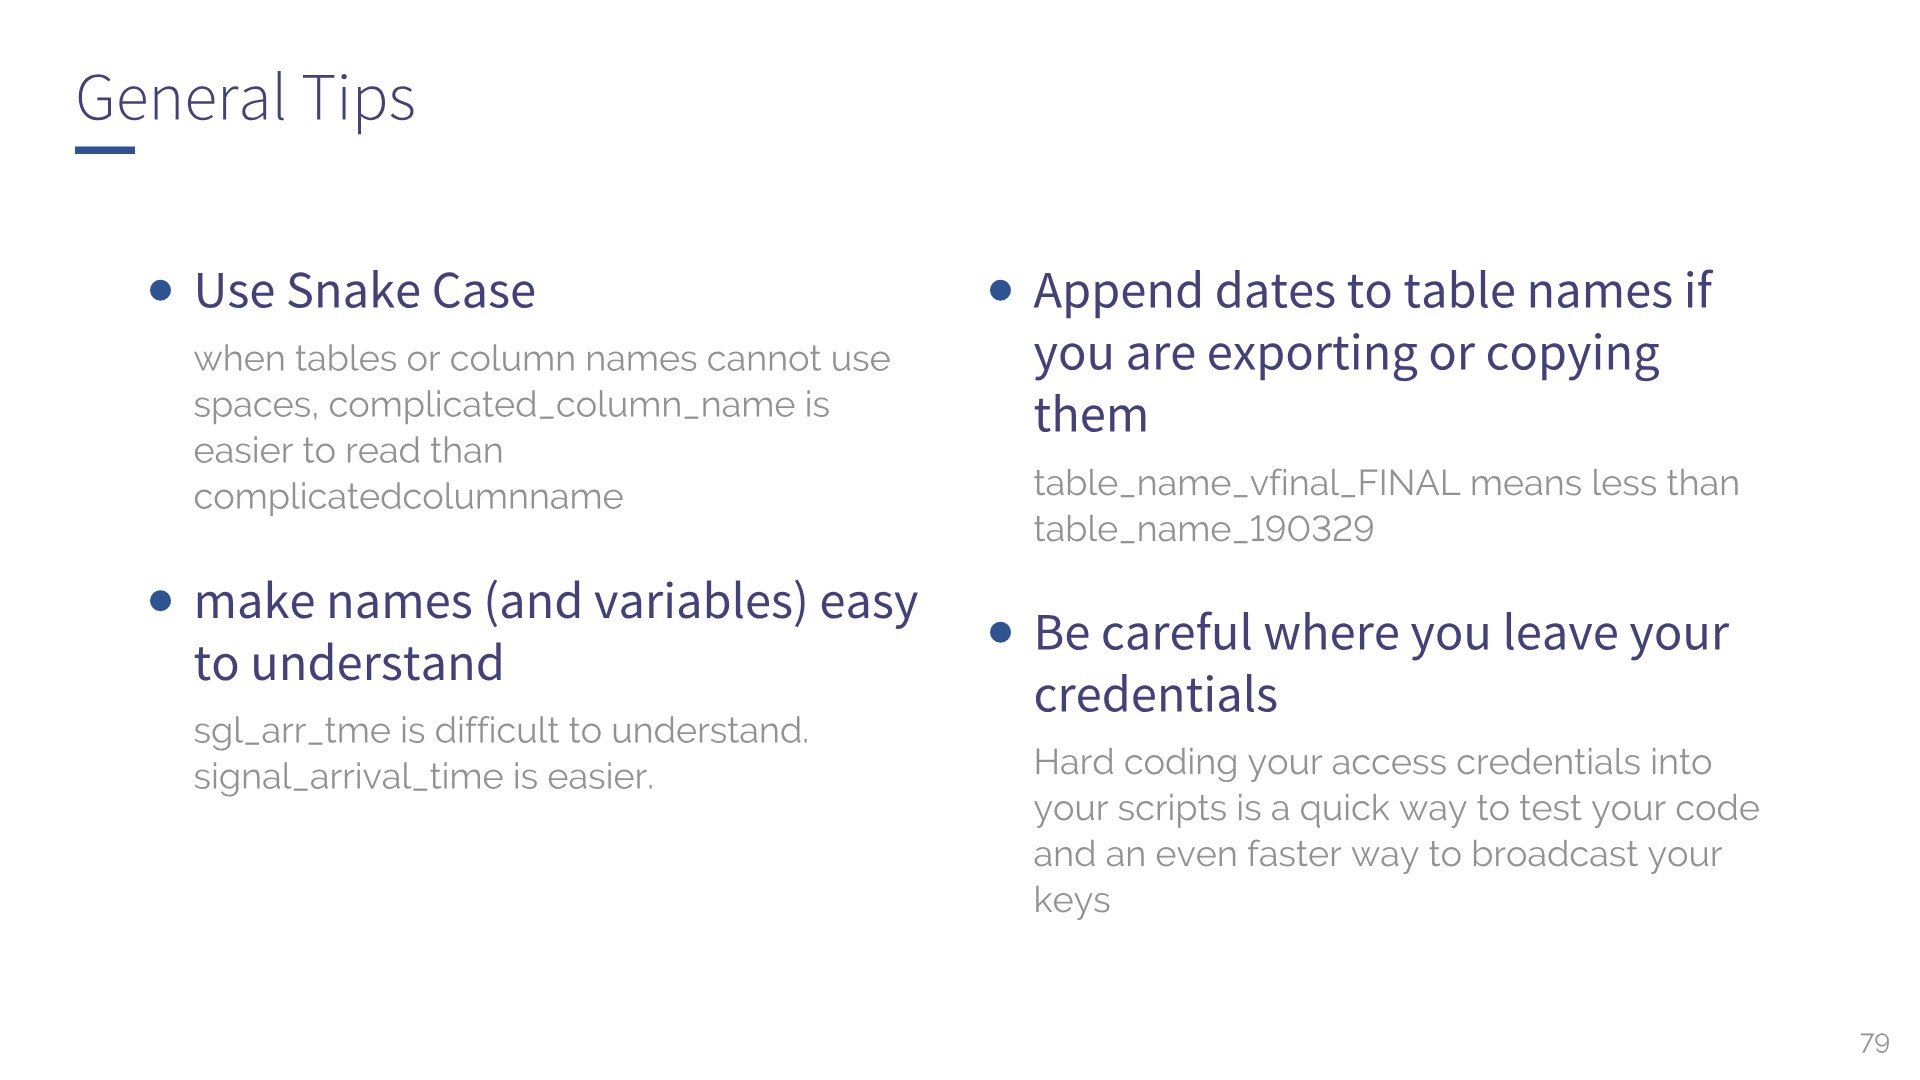 General Tips
Use Snake Case
when tables or column names cannot use
spaces, complicated_column_name is
easier to read than
complicatedcolumnname
make names (and variables) easy
to understand
sgl_arr_tme is difficult to understand.
signal_arrival_time is easier.
Append dates to table names if
you are exporting or copying
them
table_name_vfinal_FINAL means less than
table_name_190329
Be careful where you leave your
credentials
Hard coding your access credentials into
your scripts is a quick way to test your code
and an even faster way to broadcast your
keys
79